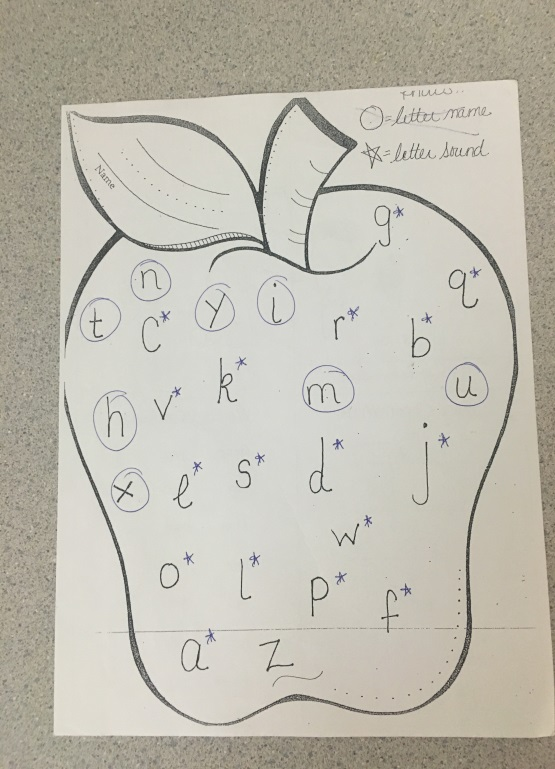 ○=letter name
☆=letter sound
Name
g*
n
q*
t
c*
y
i
r*
b*
k*
m
u
h
v*
x
e*
s*
d*
j*
w*
o*
l*
p*
f*
a*
z